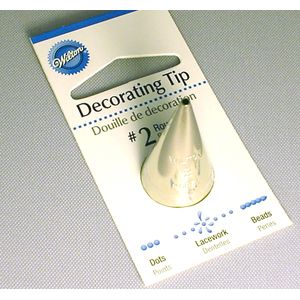 Wilton
Decorating Tip
Douille de décoration
# 2
Dots
Points
Lacework
Dentelles
Beads
Perles